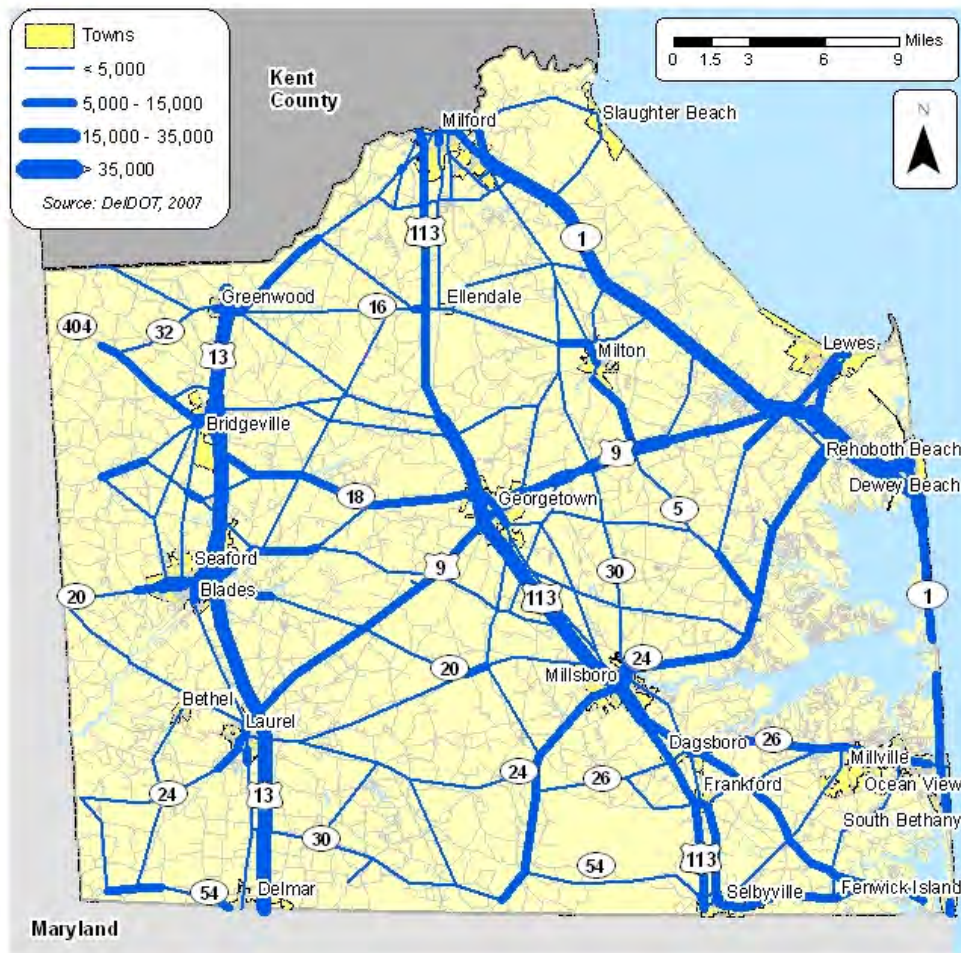 Towns
< 5,000
5,000 - 15,000
15,000 - 35,000
> 35,000
Source: DelDOT, 2007
Miles
0 1.5 3 6 9
N
Kent
County
Milford
Slaughter Beach
113
1
Greenwood
16
Ellendale
404
32
13
Milton
Lewes
Bridgeville
9
Rehoboth Beach
Dewey Beach
18
Georgetown
5
Seaford
9
30
20
Blades
113
1
20
24
Millsboro
Bethel
Laurel
Dagsboro
26
Millville
24
24
26
Frankford
Ocean View
13
South Bethany
30
54
113
54
Delmar
Selbyville
Fenwick Island
Maryland